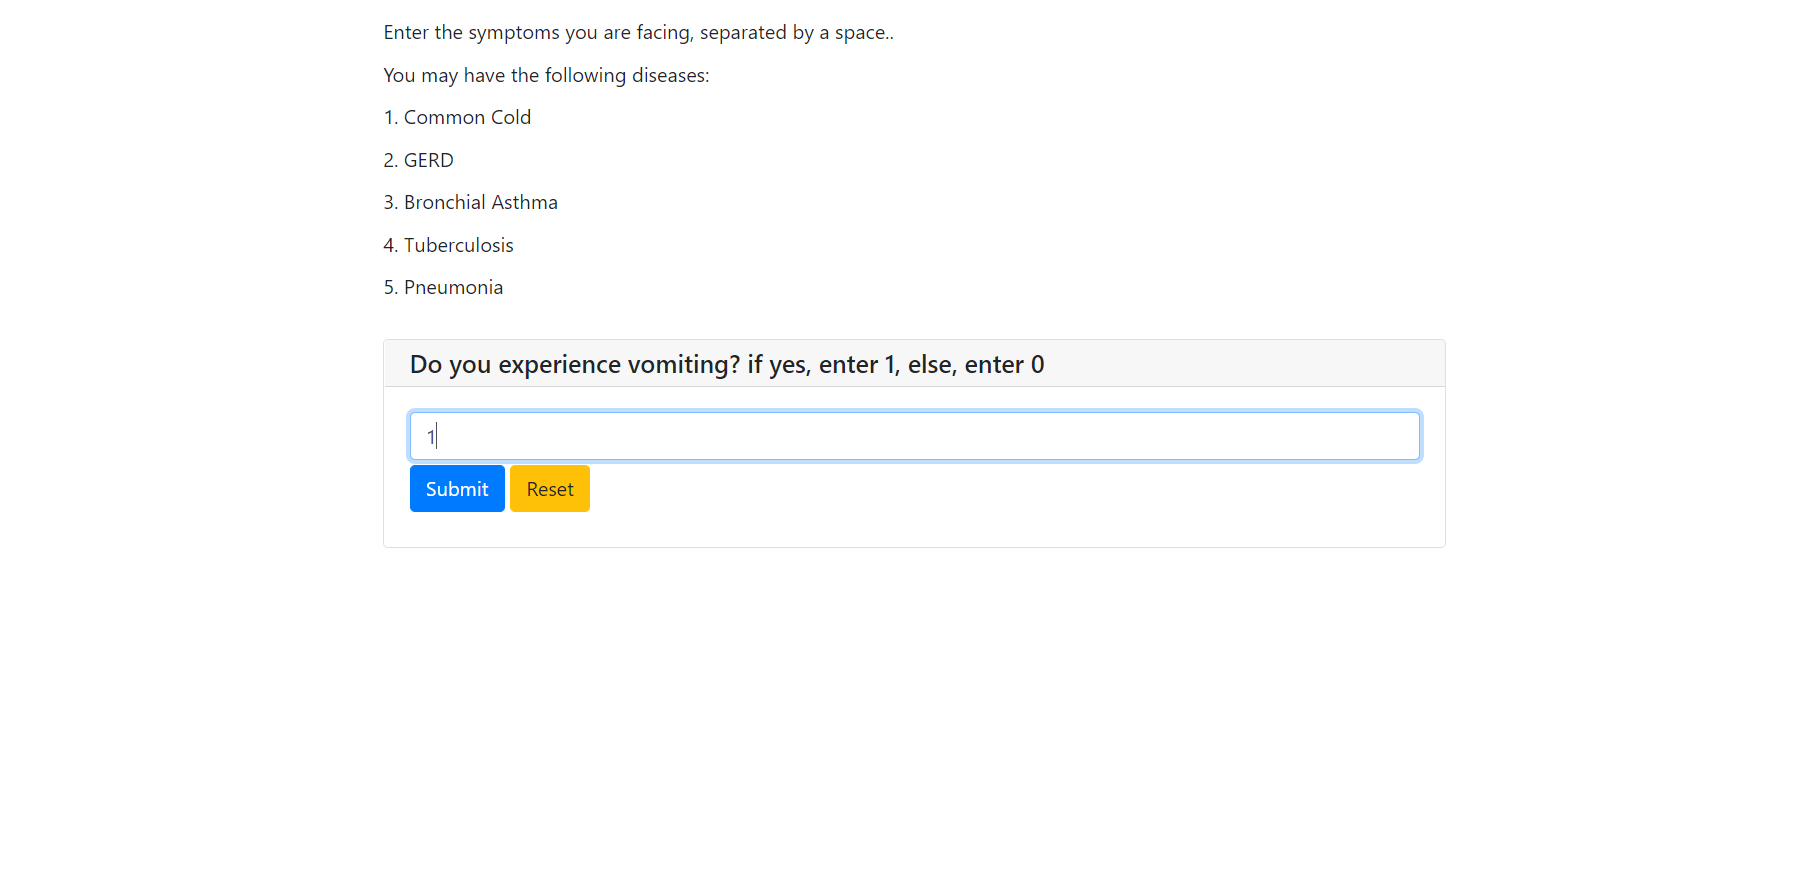 Enter the symptoms you are facing, separated by a space..
You may have the following diseases:
1. Common Cold
2. GERD
3. Bronchial Asthma
4. Tuberculosis
5. Pneumonia
Do you experience vomiting? if yes, enter 1, else, enter 0
1
Submit Reset